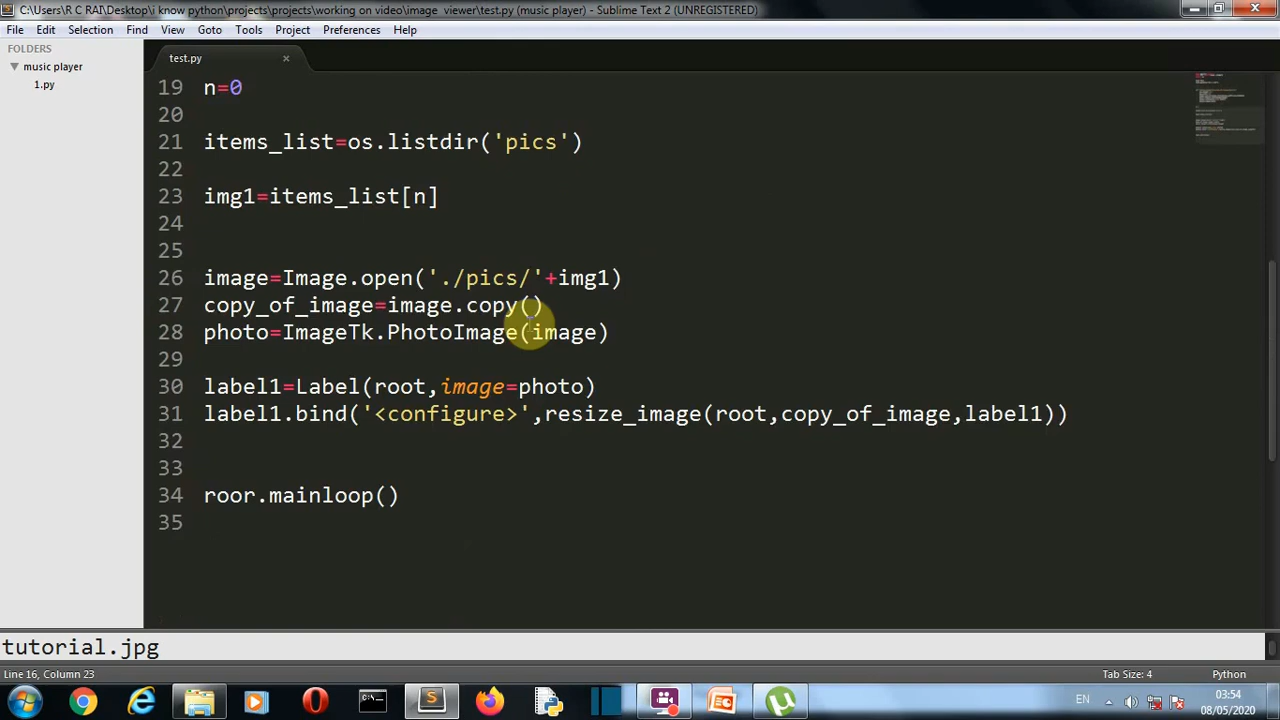 C:\Users\R C RAI\Desktop\i know python\projects\projects\working on video\image_viewer\test.py (music player) - Sublime Text 2 (UNREGISTERED)
File Edit Selection Find View Goto Tools Project Preferences Help
FOLDERS
music player
1.py
test.py
19 n=0
20
21 items_list=os.listdir('pics')
22
23 img1=items_list[n]
24
25
26 image=Image.open('./pics/'+img1)
27 copy_of_image=image.copy()
28 photo=ImageTk.PhotoImage(image)
29
30 label1=Label(root,image=photo)
31 label1.bind('<configure>',resize_image(root,copy_of_image,label1))
32
33
34 roor.mainloop()
35
tutorial.jpg
Line 16, Column 23 Tab Size: 4 Python
EN 03:54
08/05/2020